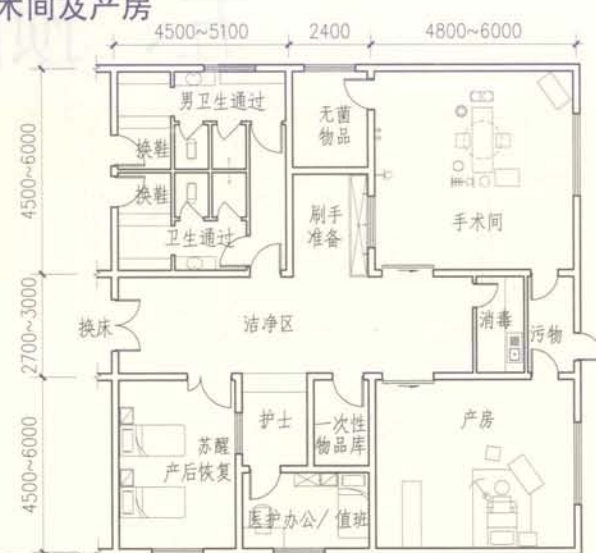 术间及产房
4500~5100 2400 4800~6000
4500~6000
2700~3000
4500~6000
男卫生通过
无菌
物品
换鞋
换鞋
刷手
准备
手术间
卫生通过
换床
洁净区
消毒
污物
护士
一次性
物品库
产房
苏醒
产后恢复
医护办公/值班